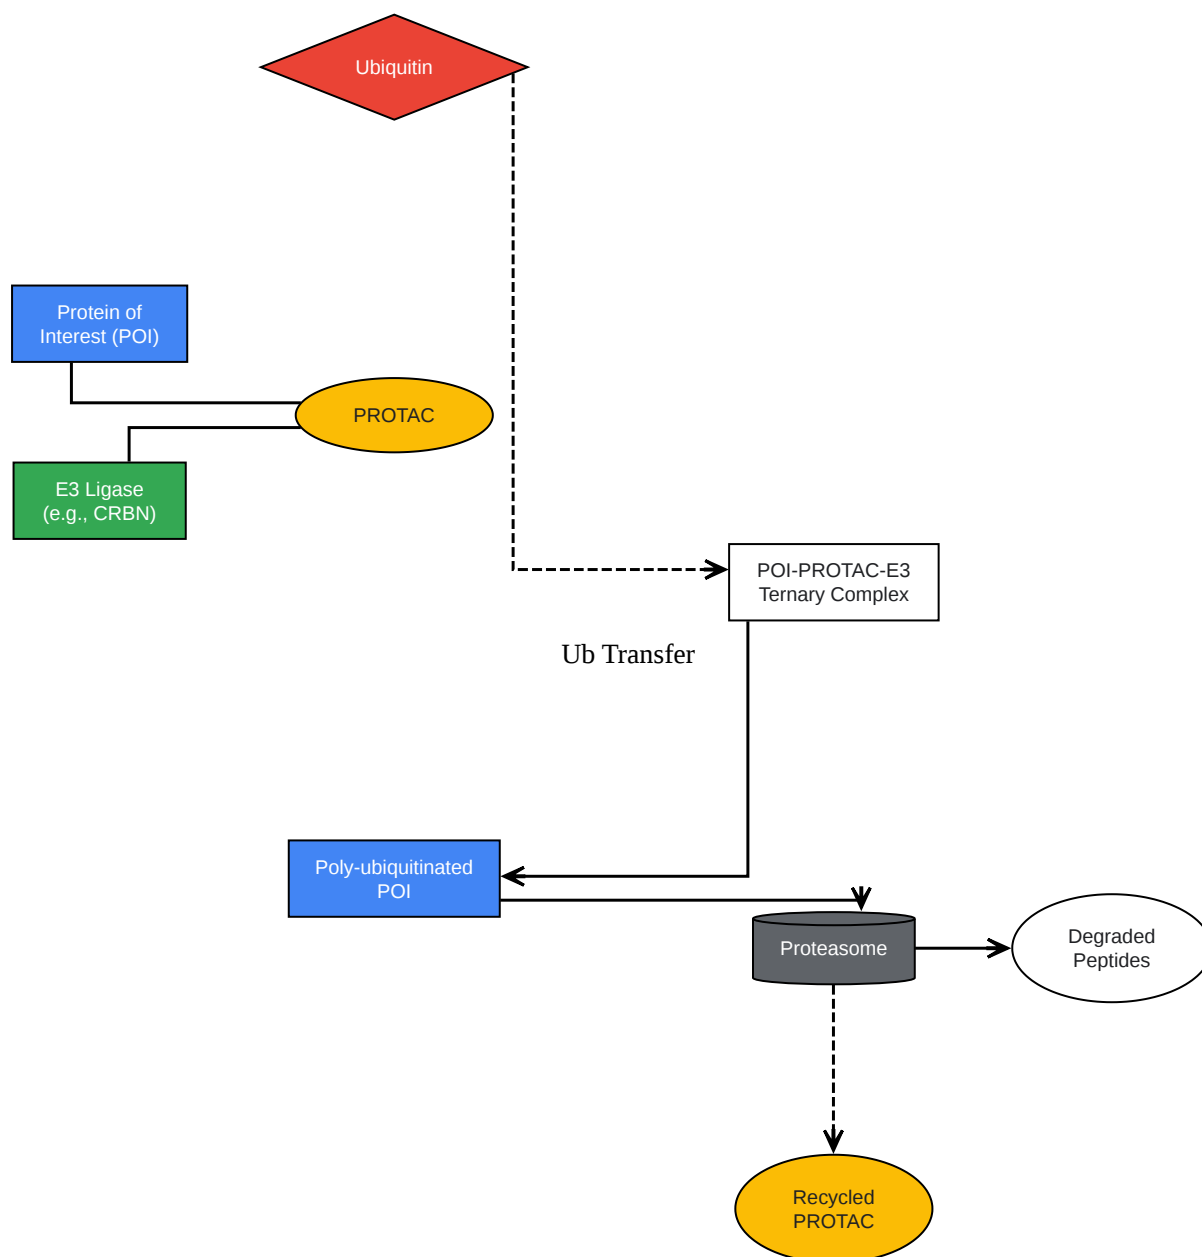 Ubiquitin
Protein of
Interest (POI)
PROTAC
E3 Ligase
(e.g., CRBN)
POI-PROTAC-E3
Ternary Complex
Ub Transfer
Poly-ubiquitinated
POI
Proteasome
Degraded
Peptides
Recycled
PROTAC